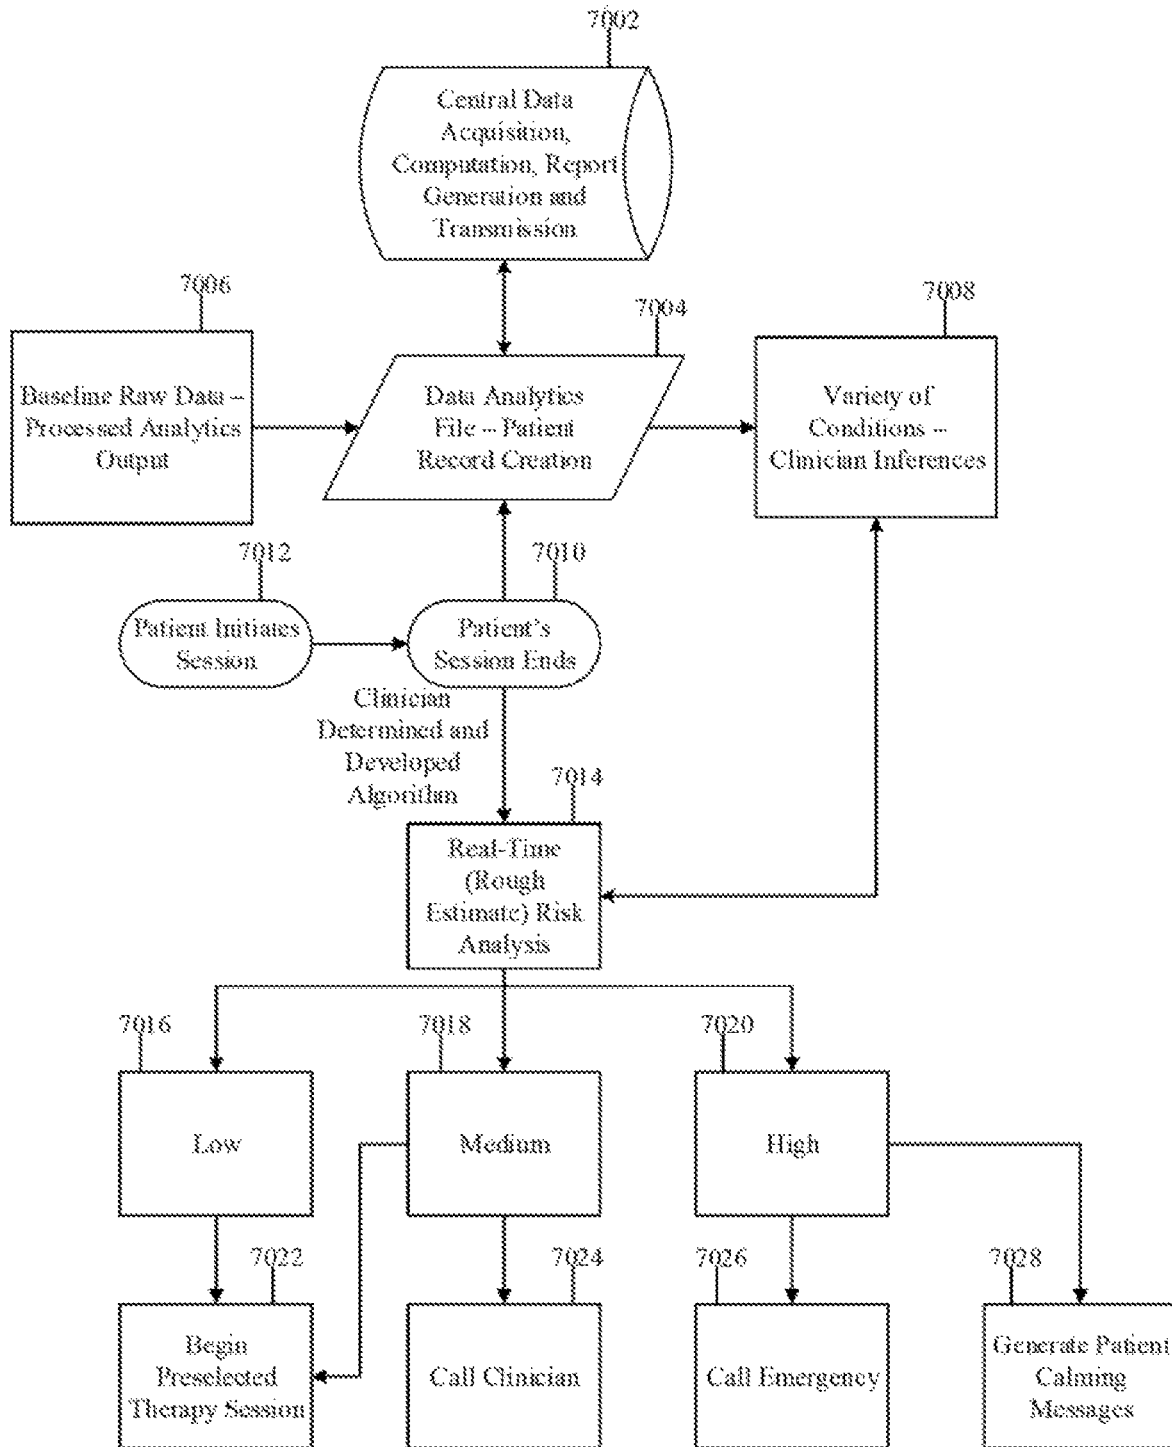 7002
Central Data
Acquisition,
Computation, Report
Generation and
Transmission
7006
7004
7008
Baseline Raw Data –
Processed Analytics
Output
Data Analytics
File – Patient
Record Creation
Variety of
Conditions –
Clinician Inferences
7012
7010
Patient Initiates
Session
Patient's
Session Ends
Clinician
Determined and
Developed
Algorithm
7014
Real-Time
(Rough
Estimate) Risk
Analysis
7016
7018
7020
Low
Medium
High
7022
7024
7026
7028
Begin
Preselected
Therapy Session
Call Clinician
Call Emergency
Generate Patient
Calming
Messages